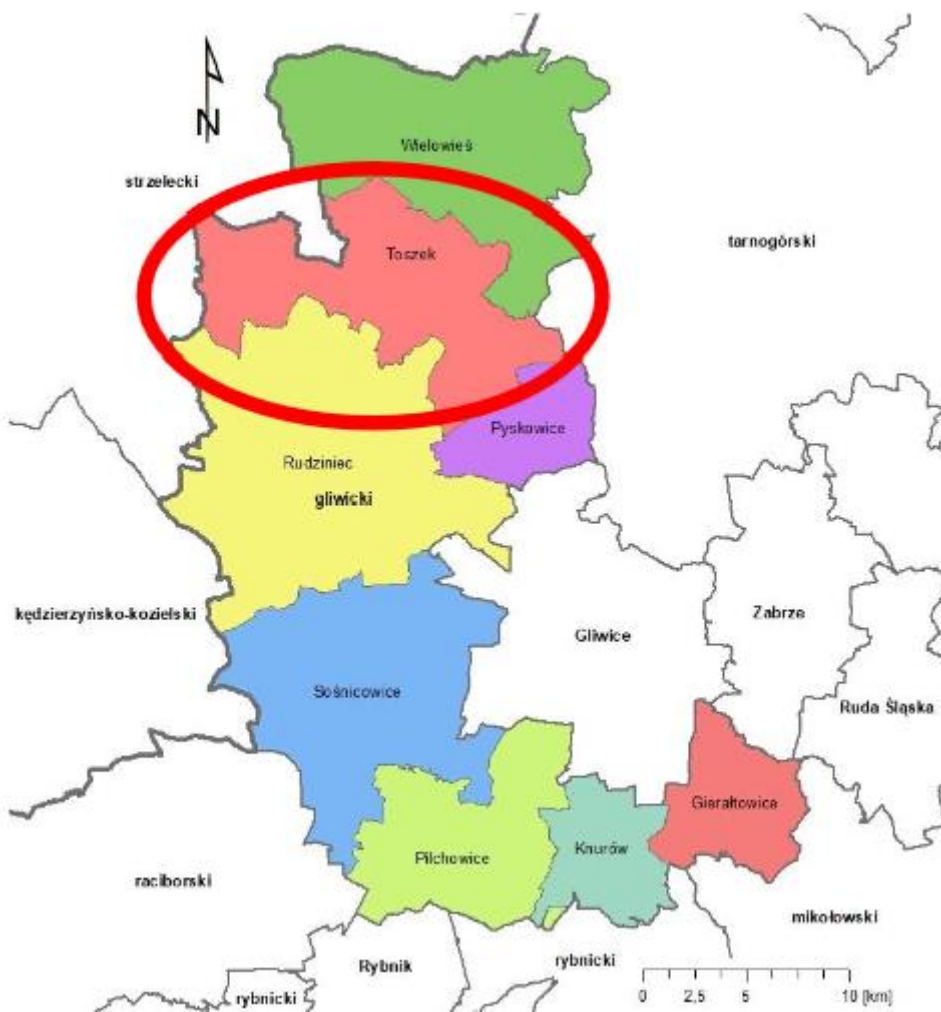 N
Wielowieś
strzelecki
tarnogórski
Toszek
Pyskowice
Rudziniec
gliwicki
kędzierzyńsko-kozielski
Zabrze
Gliwice
Sośnicowice
Ruda Śląska
Gierałtowice
Knurów
Pilchowice
raciborski
mikołowski
Rybnik
rybnicki
rybnicki
0 2,5 5 10 [km]